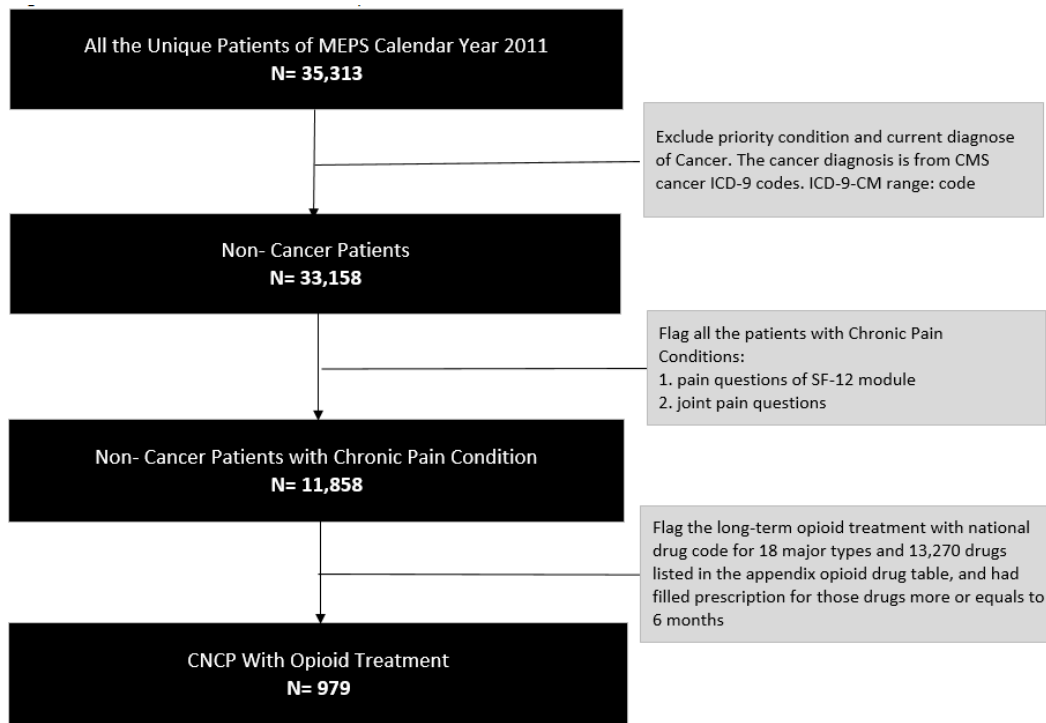 All the Unique Patients of MEPS Calendar Year 2011
N= 35,313
Exclude priority condition and current diagnose
of Cancer. The cancer diagnosis is from CMS
cancer ICD-9 codes. ICD-9-CM range: code
Non- Cancer Patients
N= 33,158
Flag all the patients with Chronic Pain
Conditions:
1. pain questions of SF-12 module
2. joint pain questions
Non- Cancer Patients with Chronic Pain Condition
N= 11,858
Flag the long-term opioid treatment with national
drug code for 18 major types and 13,270 drugs
listed in the appendix opioid drug table, and had
filled prescription for those drugs more or equals to
6 months
CNCP With Opioid Treatment
N= 979